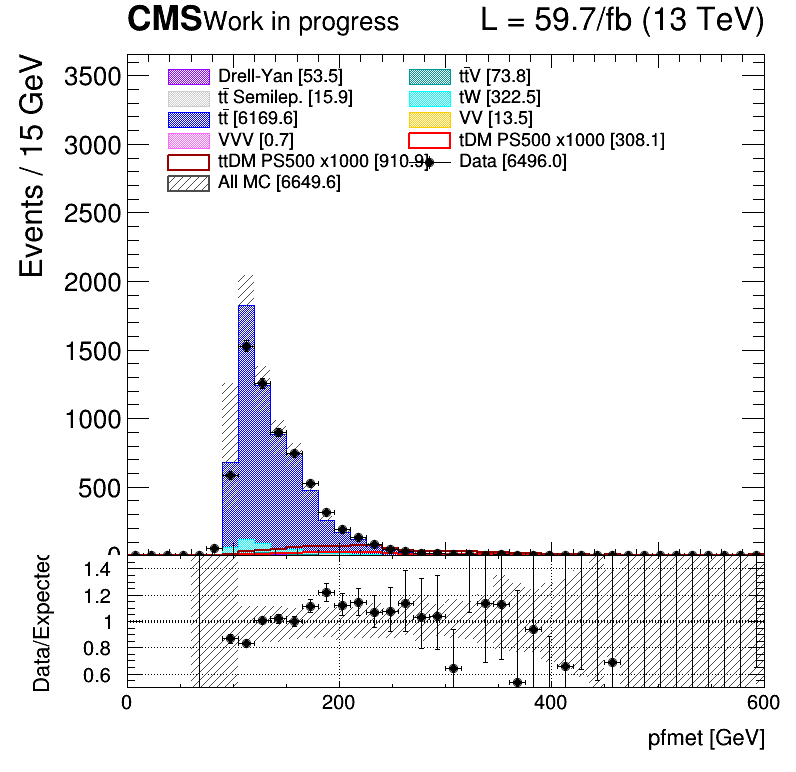 CMS Work in progress L = 59.7/fb (13 TeV)
Events / 15 GeV
3500
3000
2500
2000
1500
1000
500
0
Drell-Yan [53.5] tt̄V [73.8]
tt̄ Semilep. [15.9] tW [322.5]
tt̄ [6169.6] VV [13.5]
VVV [0.7] tDM PS500 x1000 [308.1]
ttDM PS500 x1000 [910.9] Data [6496.0]
All MC [6649.6]
Data/Expected
1.4
1.2
1
0.8
0.6
0 200 400 600
pfmet [GeV]